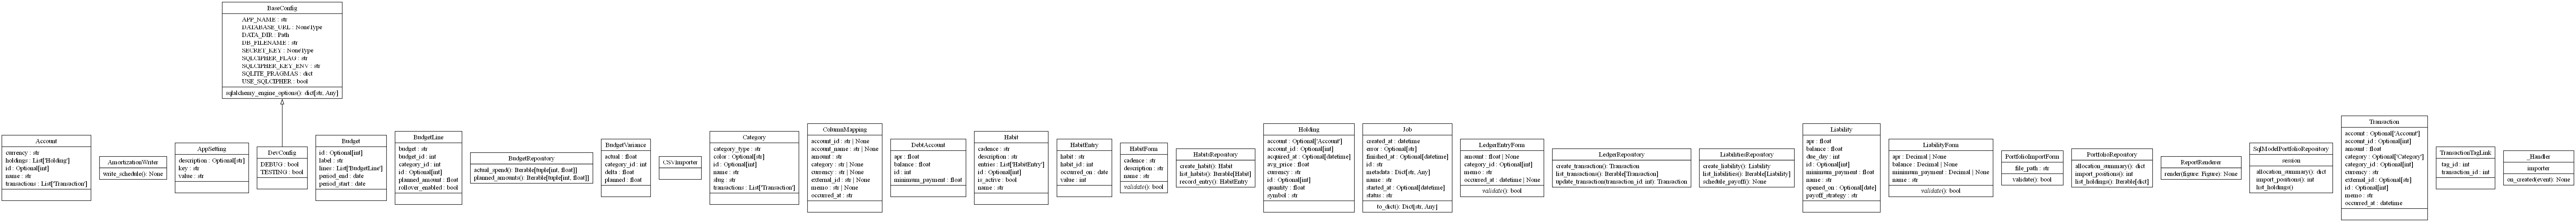 BaseConfig
APP_NAME : str
DATABASE_URL : NoneType
DATA_DIR : Path
DB_FILENAME : str
SECRET_KEY : NoneType
SQLCIPHER_FLAG : str
SQLCIPHER_KEY_ENV : str
SQLITE_PRAGMAS : dict
USE_SQLCIPHER : bool
sqlalchemy_engine_options(): dict[str, Any]
Account
currency : str
holdings : List['Holding']
id : Optional[int]
name : str
transactions : List['Transaction']
AmortizationWriter
write_schedule(): None
AppSetting
description : Optional[str]
key : str
value : str
DevConfig
DEBUG : bool
TESTING : bool
Budget
id : Optional[int]
label : str
lines : List['BudgetLine']
period_end : date
period_start : date
BudgetLine
budget : str
budget_id : int
category_id : int
id : Optional[int]
planned_amount : float
rollover_enabled : bool
BudgetRepository
actual_spend(): Iterable[tuple[int, float]]
planned_amounts(): Iterable[tuple[int, float]]
BudgetVariance
actual : float
category_id : int
delta : float
planned : float
CSVImporter
Category
category_type : str
color : Optional[str]
id : Optional[int]
name : str
slug : str
transactions : List['Transaction']
ColumnMapping
account_id : str | None
account_name : str | None
amount : str
category : str | None
currency : str | None
external_id : str | None
memo : str | None
occurred_at : str
DebtAccount
apr : float
balance : float
id : int
minimum_payment : float
Habit
cadence : str
description : str
entries : List['HabitEntry']
id : Optional[int]
is_active : bool
name : str
HabitEntry
habit : str
habit_id : int
occurred_on : date
value : int
HabitForm
cadence : str
description : str
name : str
validate(): bool
HabitsRepository
create_habit(): Habit
list_habits(): Iterable[Habit]
record_entry(): HabitEntry
Holding
account : Optional['Account']
account_id : Optional[int]
acquired_at : Optional[datetime]
avg_price : float
currency : str
id : Optional[int]
quantity : float
symbol : str
Job
created_at : datetime
error : Optional[str]
finished_at : Optional[datetime]
id : str
metadata : Dict[str, Any]
name : str
started_at : Optional[datetime]
status : str
to_dict(): Dict[str, Any]
LedgerEntryForm
amount : float | None
category_id : Optional[int]
memo : str
occurred_at : datetime | None
validate(): bool
LedgerRepository
create_transaction(): Transaction
list_transactions(): Iterable[Transaction]
update_transaction(transaction_id: int): Transaction
LiabilitiesRepository
create_liability(): Liability
list_liabilities(): Iterable[Liability]
schedule_payoff(): None
Liability
apr : float
balance : float
due_day : int
id : Optional[int]
minimum_payment : float
name : str
opened_on : Optional[date]
payoff_strategy : str
LiabilityForm
apr : Decimal | None
balance : Decimal | None
minimum_payment : Decimal | None
name : str
validate(): bool
PortfolioImportForm
file_path : str
validate(): bool
PortfolioRepository
allocation_summary(): dict
import_positions(): int
list_holdings(): Iterable[dict]
ReportRenderer
render(figure: Figure): None
SqlModelPortfolioRepository
session
allocation_summary(): dict
import_positions(): int
list_holdings()
Transaction
account : Optional['Account']
account_id : Optional[int]
amount : float
category : Optional['Category']
category_id : Optional[int]
currency : str
external_id : Optional[str]
id : Optional[int]
memo : str
occurred_at : datetime
TransactionTagLink
tag_id : int
transaction_id : int
_Handler
importer
on_created(event): None